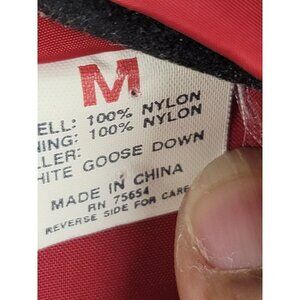 M
ELL: 100% NYLON
NING: 100% NYLON
LLER:
HITE GOOSE DOWN
MADE IN CHINA
RN 75654
REVERSE SIDE FOR CARE